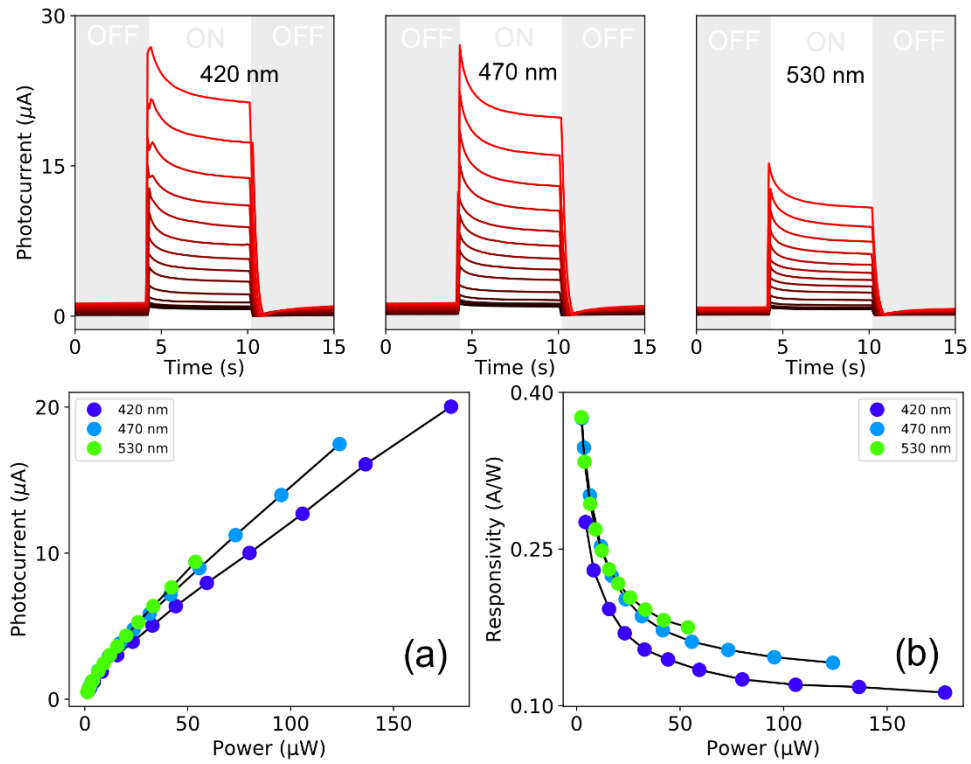 30
15
0
Photocurrent (μA)
OFF ON OFF
420 nm
0 5 10 15
Time (s)
OFF ON OFF
470 nm
0 5 10 15
Time (s)
OFF ON OFF
530 nm
0 5 10 15
Time (s)
20
10
0
Photocurrent (μA)
420 nm
470 nm
530 nm
(a)
0 50 100 150
Power (μW)
0.40
0.25
0.10
Responsivity (A/W)
420 nm
470 nm
530 nm
(b)
0 50 100 150
Power (μW)